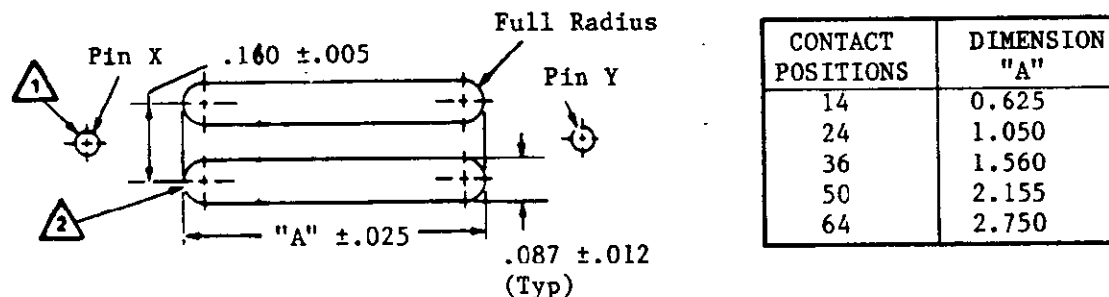 Full Radius
Pin X
.160 ±.005
Pin Y
1
2
"A" ±.025
.087 ±.012
(Typ)
CONTACT POSITIONS DIMENSION "A"
14 0.625
24 1.050
36 1.560
50 2.155
64 2.750